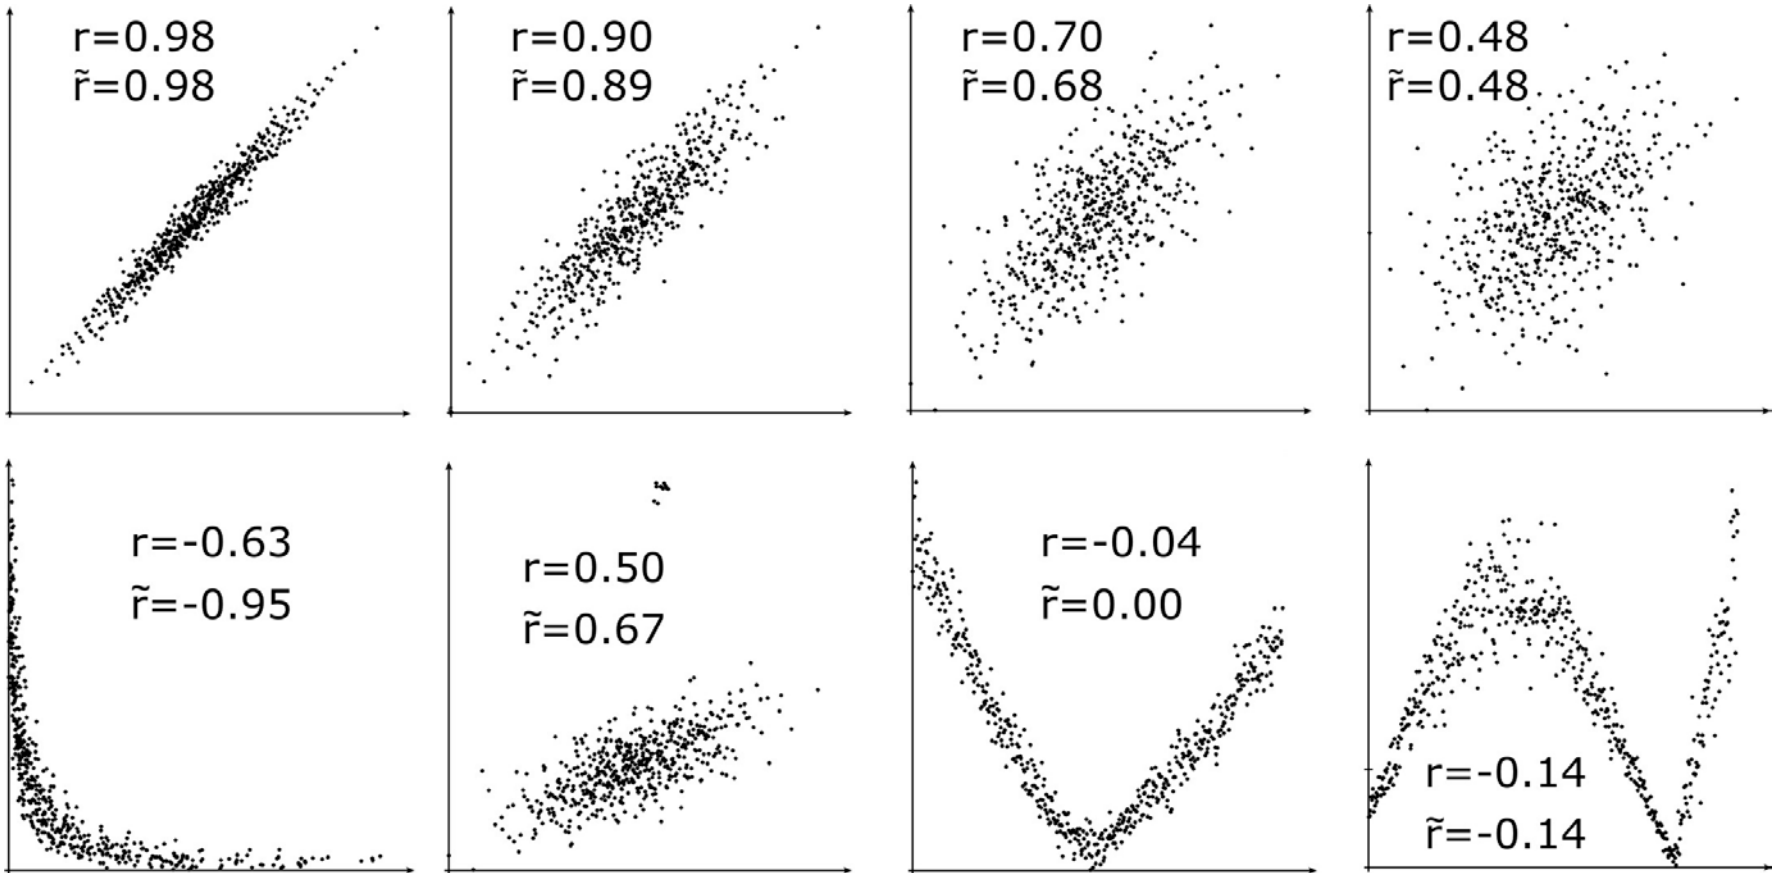 r=0.98
r̃=0.98
r=0.90
r̃=0.89
r=0.70
r̃=0.68
r=0.48
r̃=0.48
r=-0.63
r̃=-0.95
r=0.50
r̃=0.67
r=-0.04
r̃=0.00
r=-0.14
r̃=-0.14